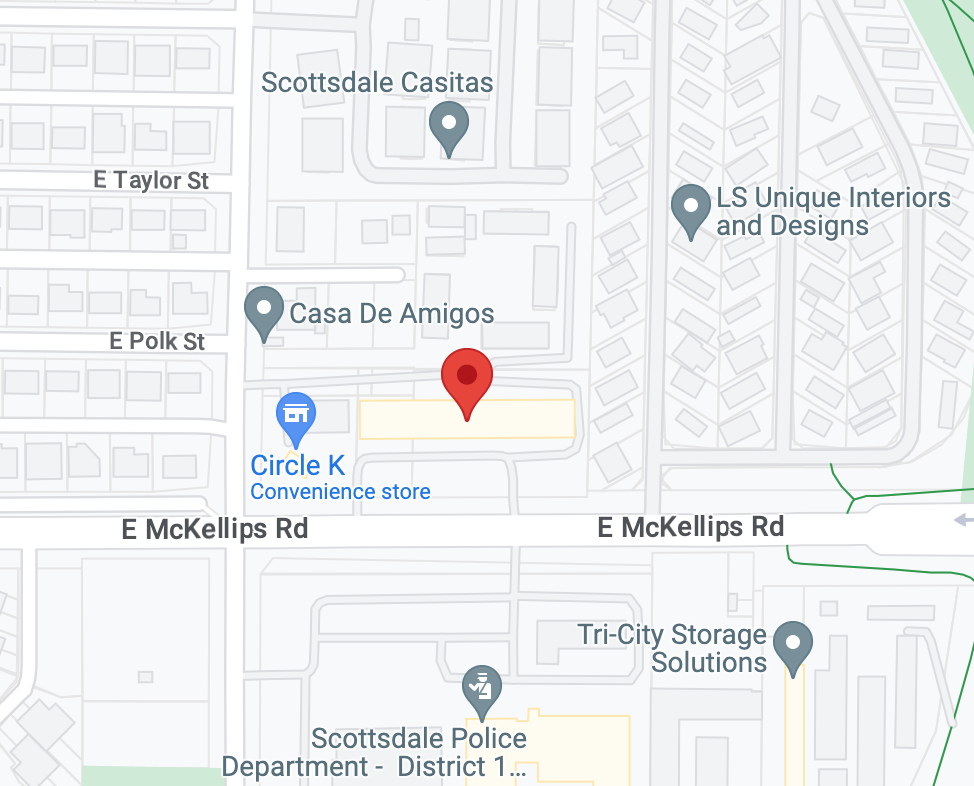 Scottsdale Casitas
E Taylor St
LS Unique Interiors
and Designs
Casa De Amigos
E Polk St
Circle K
Convenience store
E McKellips Rd
E McKellips Rd
Tri-City Storage
Solutions
Scottsdale Police
Department - District 1...